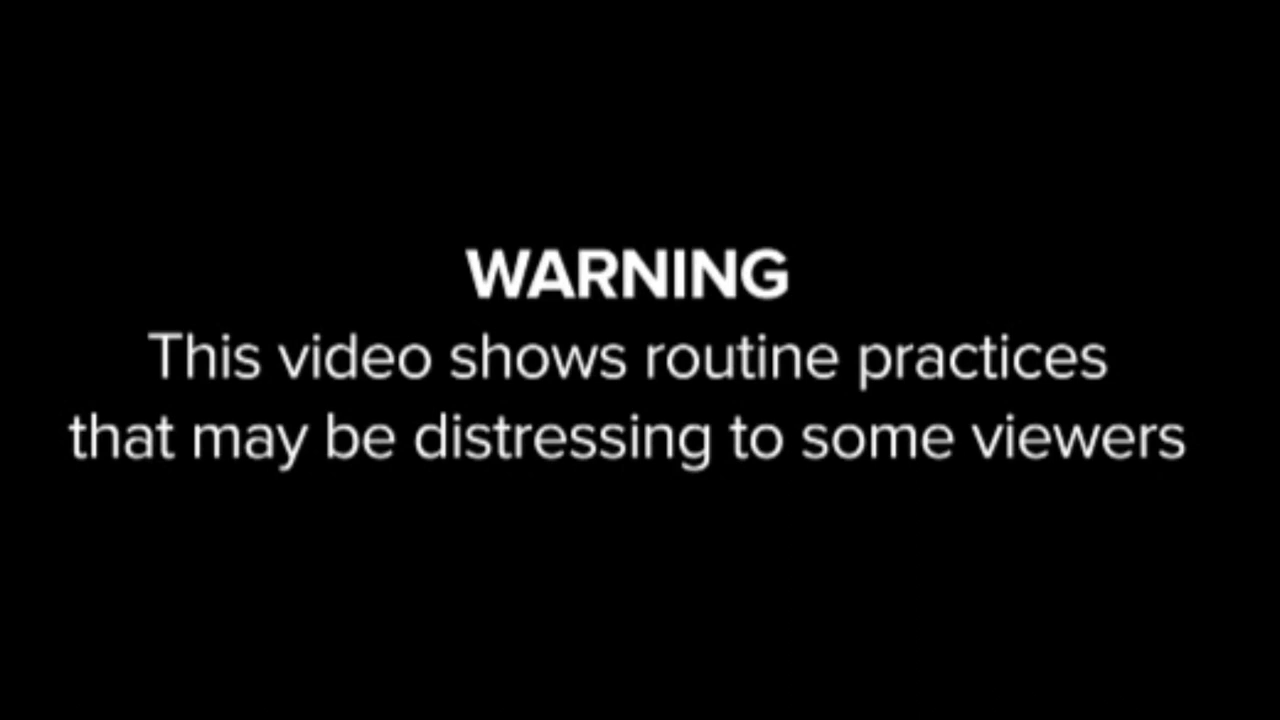 WARNING
This video shows routine practices
that may be distressing to some viewers